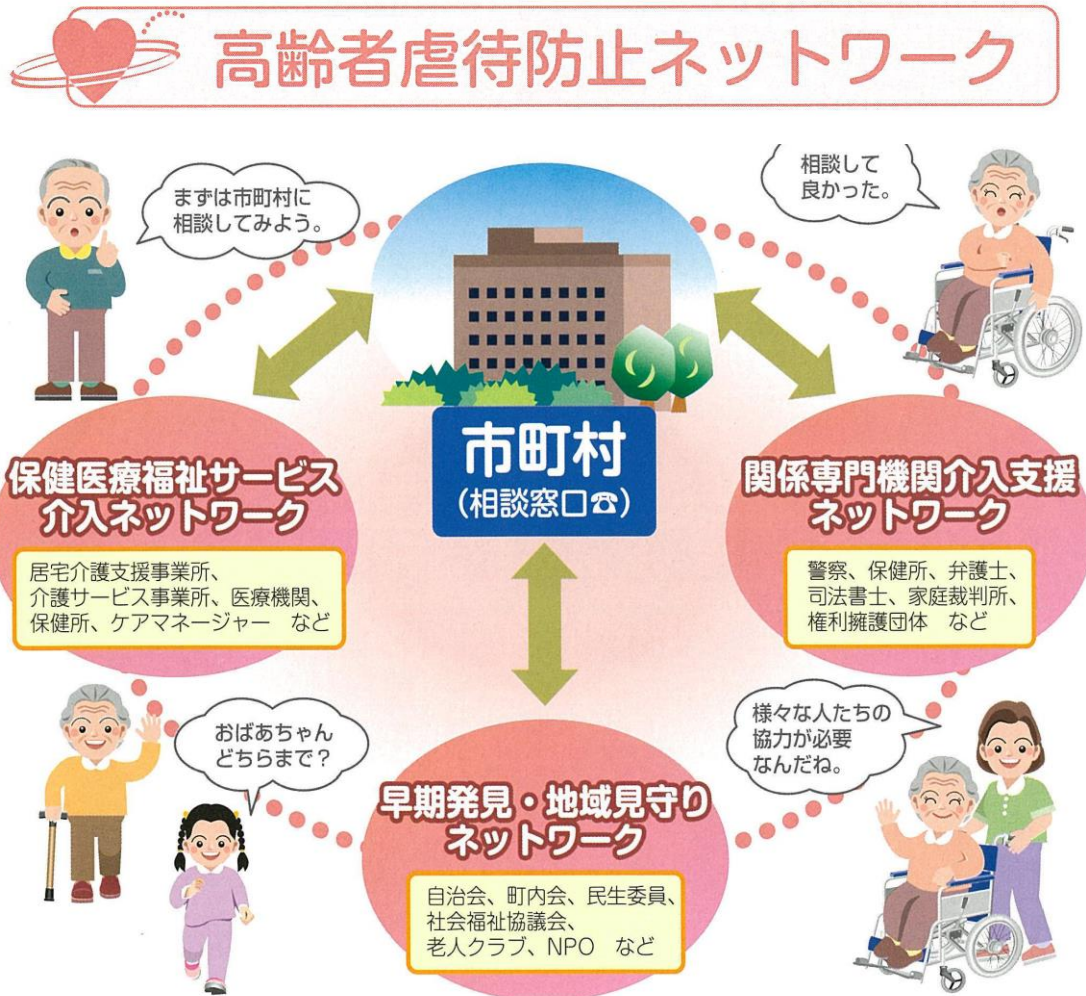 高齢者虐待防止ネットワーク
まずは市町村に
相談してみよう。
相談して
良かった。
市町村
(相談窓口☎)
保健医療福祉サービス
介入ネットワーク
居宅介護支援事業所、
介護サービス事業所、医療機関、
保健所、ケアマネージャー　など
関係専門機関介入支援
ネットワーク
警察、保健所、弁護士、
司法書士、家庭裁判所、
権利擁護団体　など
おばあちゃん
どちらまで？
様々な人たちの
協力が必要
なんだね。
早期発見・地域見守り
ネットワーク
自治会、町内会、民生委員、
社会福祉協議会、
老人クラブ、NPO　など